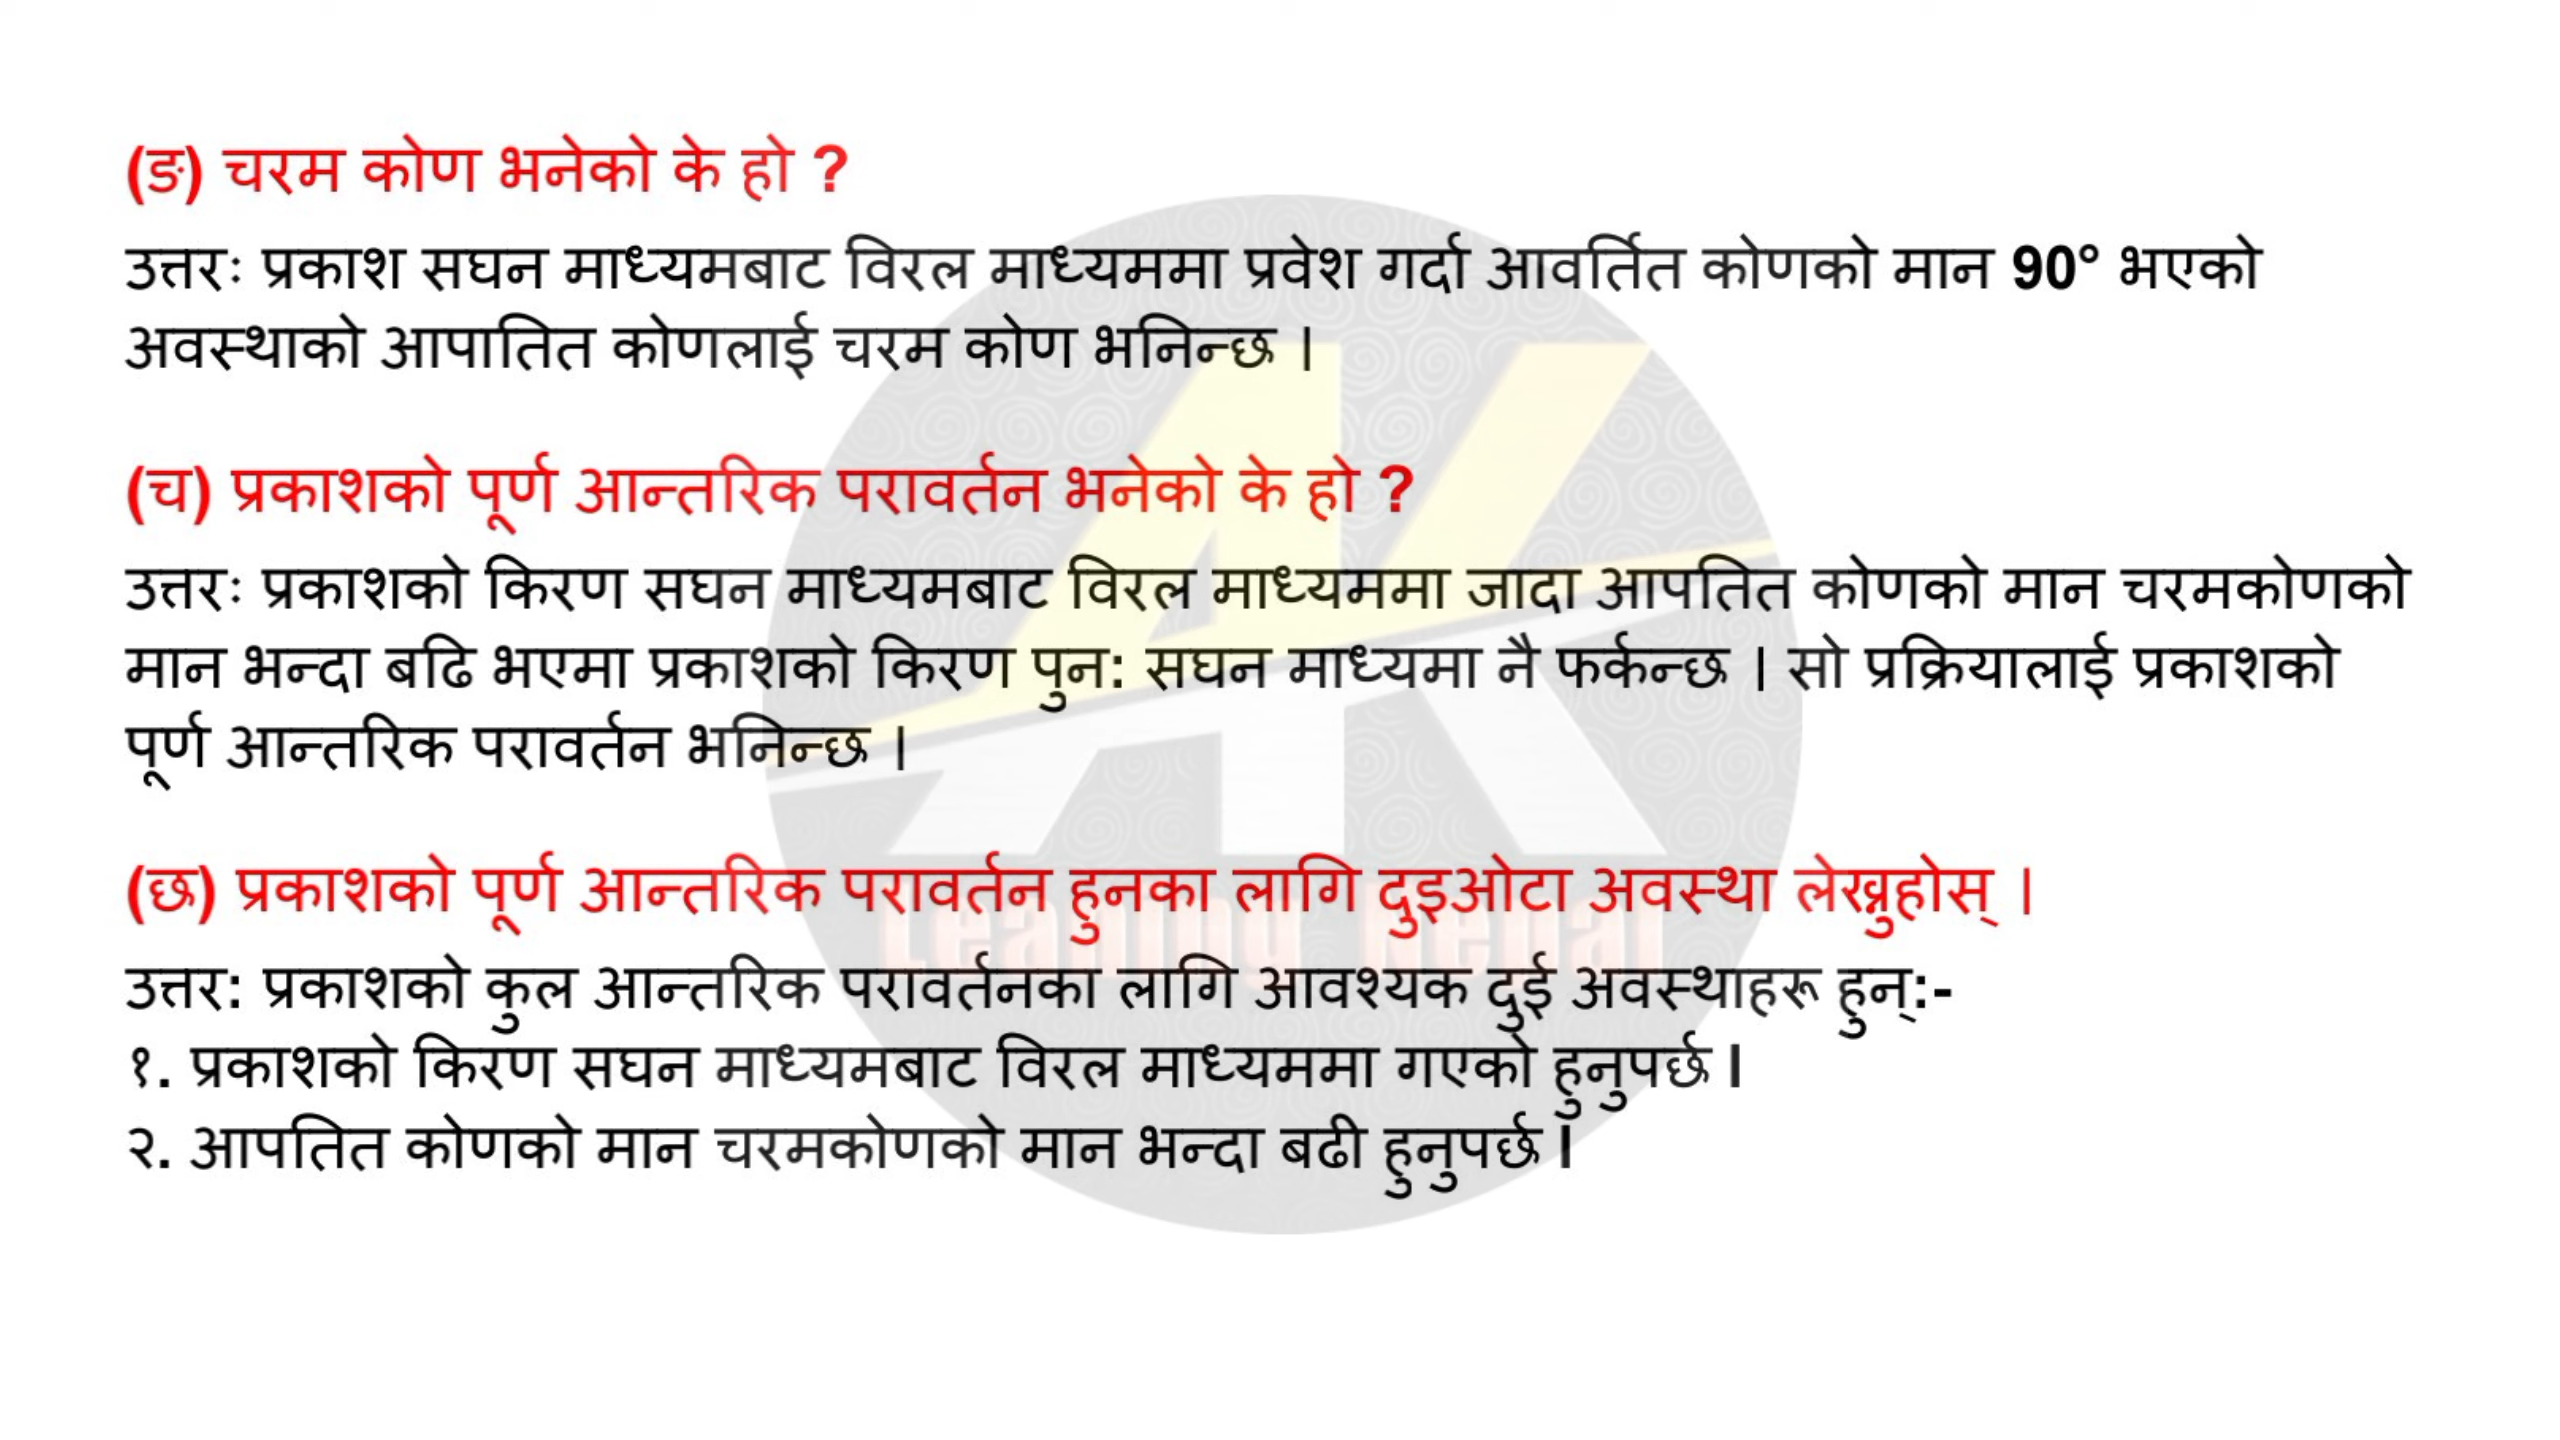 (ङ) चरम कोण भनेको के हो ?
उत्तरः प्रकाश सघन माध्यमबाट विरल माध्यममा प्रवेश गर्दा आवर्तित कोणको मान 90° भएको
अवस्थाको आपातित कोणलाई चरम कोण भनिन्छ ।
(च) प्रकाशको पूर्ण आन्तरिक परावर्तन भनेको के हो ?
उत्तरः प्रकाशको किरण सघन माध्यमबाट विरल माध्यममा जादा आपतित कोणको मान चरमकोणको
मान भन्दा बढि भएमा प्रकाशको किरण पुन: सघन माध्यमा नै फर्कन्छ । सो प्रक्रियालाई प्रकाशको
पूर्ण आन्तरिक परावर्तन भनिन्छ ।
(छ) प्रकाशको पूर्ण आन्तरिक परावर्तन हुनका लागि दुइओटा अवस्था लेख्नुहोस् ।
उत्तर: प्रकाशको कुल आन्तरिक परावर्तनका लागि आवश्यक दुई अवस्थाहरू हुन्:-
१. प्रकाशको किरण सघन माध्यमबाट विरल माध्यममा गएको हुनुपर्छ।
२. आपतित कोणको मान चरमकोणको मान भन्दा बढी हुनुपर्छ।
AK
Learning Nepal